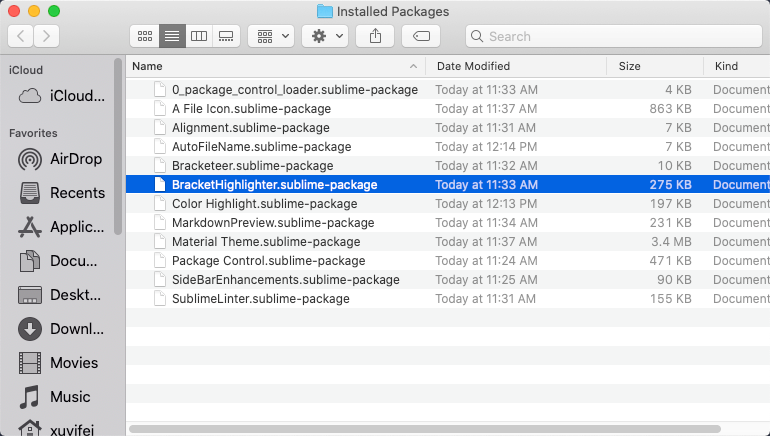 Installed Packages
Search
iCloud
iCloud...
Favorites
AirDrop
Recents
Applic...
Docu...
Deskt...
Downl...
Movies
Music
xuyifei
Name Date Modified Size Kind
0_package_control_loader.sublime-package Today at 11:33 AM 4 KB Document
A File Icon.sublime-package Today at 11:37 AM 863 KB Document
Alignment.sublime-package Today at 11:31 AM 7 KB Document
AutoFileName.sublime-package Today at 12:14 PM 7 KB Document
Bracketeer.sublime-package Today at 11:32 AM 10 KB Document
BracketHighlighter.sublime-package Today at 11:33 AM 275 KB Document
Color Highlight.sublime-package Today at 12:13 PM 197 KB Document
MarkdownPreview.sublime-package Today at 11:34 AM 231 KB Document
Material Theme.sublime-package Today at 11:37 AM 3.4 MB Document
Package Control.sublime-package Today at 11:24 AM 471 KB Document
SideBarEnhancements.sublime-package Today at 11:25 AM 90 KB Document
SublimeLinter.sublime-package Today at 11:31 AM 155 KB Document